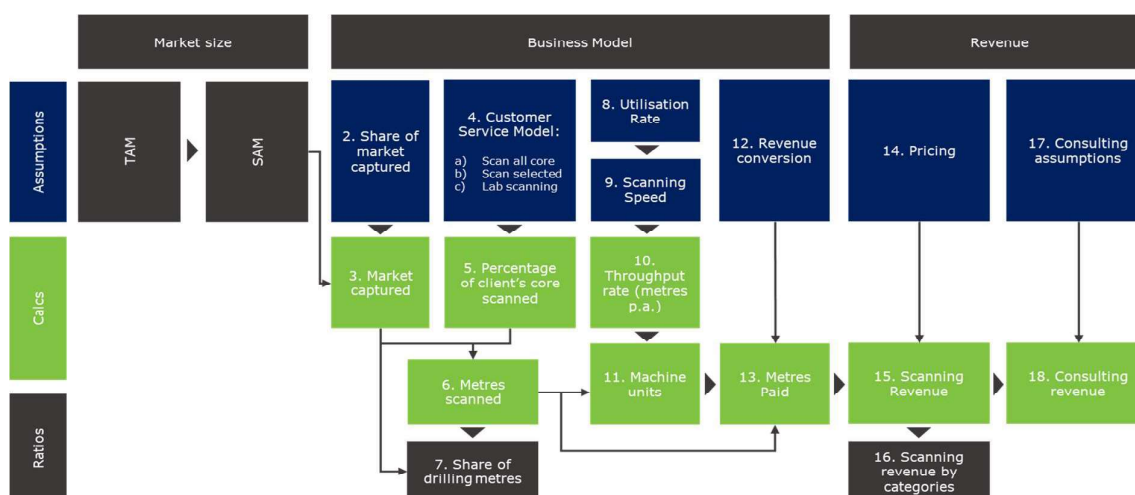 Market size
Business Model
Revenue
Assumptions
TAM
SAM
2. Share of
market
captured
4. Customer
Service Model:
a) Scan all core
b) Scan selected
c) Lab scanning
8. Utilisation
Rate
9. Scanning
Speed
12. Revenue
conversion
14. Pricing
17. Consulting
assumptions
Calcs
3. Market
captured
5. Percentage
of client's core
scanned
10.
Throughput
rate (metres
p.a.)
6. Metres
scanned
11. Machine
units
13. Metres
Paid
15. Scanning
Revenue
18. Consulting
revenue
Ratios
7. Share of
drilling metres
16. Scanning
revenue by
categories